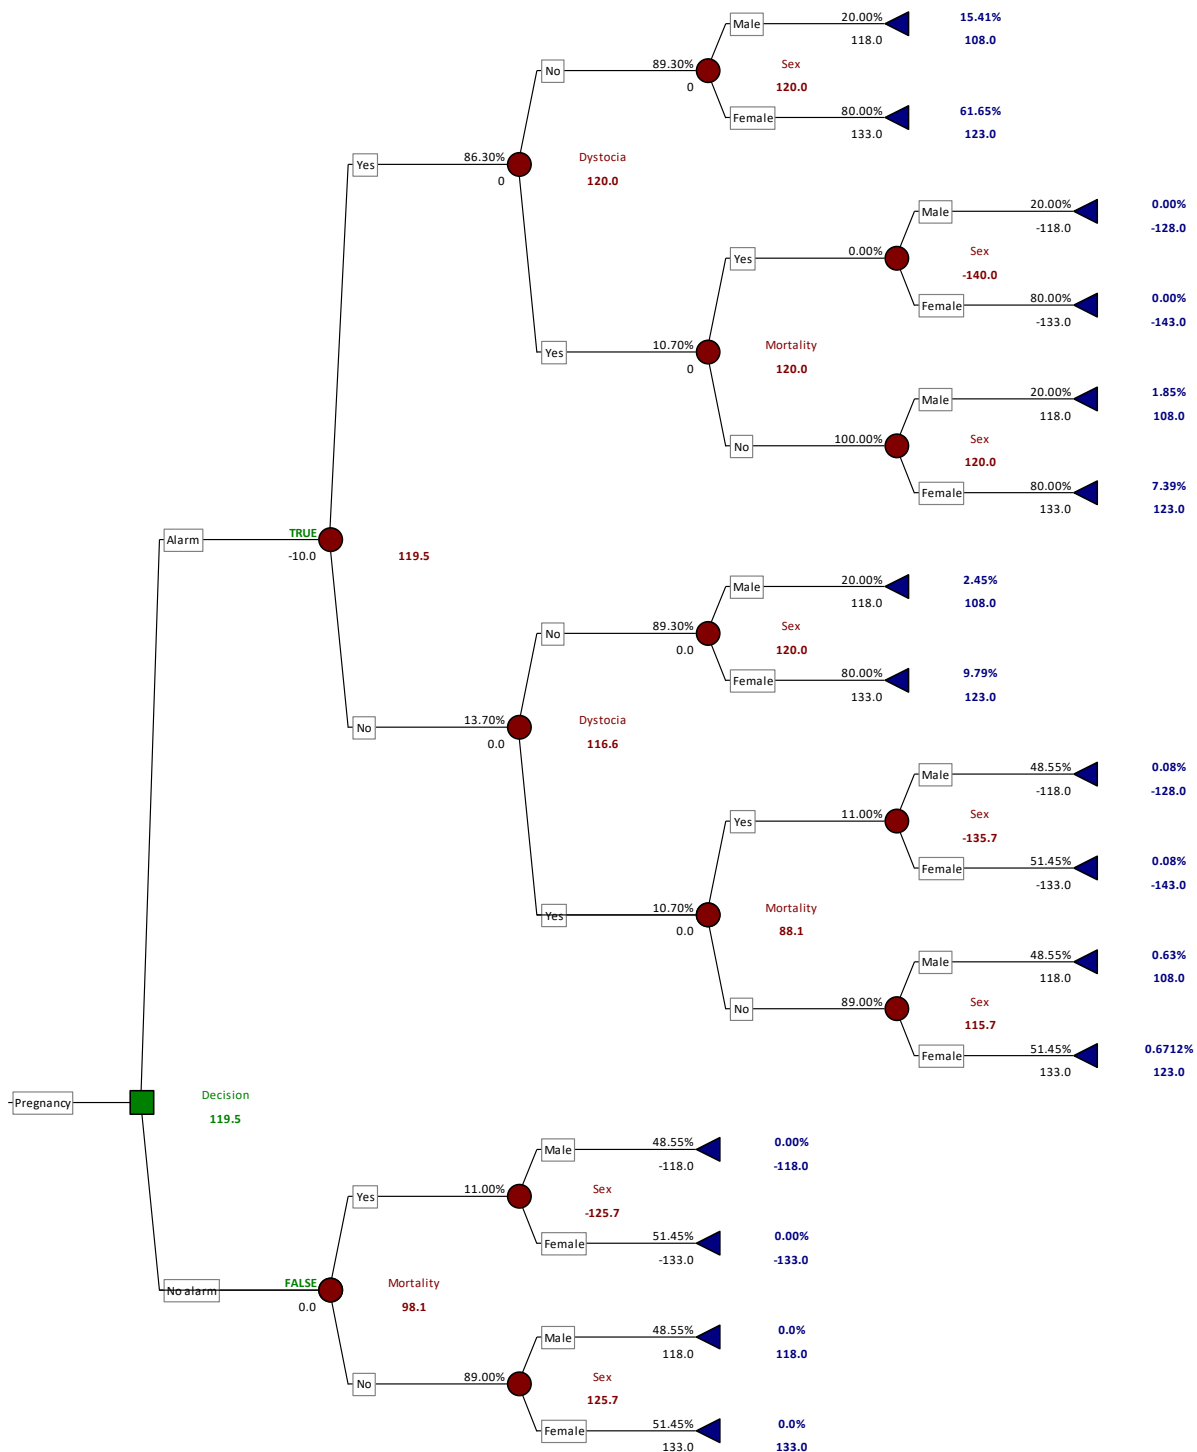 Male 20.00% 15.41%
118.0 108.0
No 89.30% Sex
0 120.0
Female 80.00% 61.65%
133.0 123.0
Yes 86.30% Dystocia
0 120.0
Male 20.00% 0.00%
-118.0 -128.0
Yes 0.00% Sex
-140.0
Female 80.00% 0.00%
-133.0 -143.0
Yes 10.70% Mortality
0 120.0
Male 20.00% 1.85%
118.0 108.0
No 100.00% Sex
120.0
Female 80.00% 7.39%
133.0 123.0
Alarm TRUE
-10.0 119.5
Male 20.00% 2.45%
118.0 108.0
No 89.30% Sex
0.0 120.0
Female 80.00% 9.79%
133.0 123.0
No 13.70% Dystocia
0.0 116.6
Male 48.55% 0.08%
-118.0 -128.0
Yes 11.00% Sex
-135.7
Female 51.45% 0.08%
-133.0 -143.0
Yes 10.70% Mortality
0.0 88.1
Male 48.55% 0.63%
118.0 108.0
No 89.00% Sex
115.7
Female 51.45% 0.6712%
133.0 123.0
Pregnancy Decision
119.5
Male 48.55% 0.00%
-118.0 -118.0
Yes 11.00% Sex
-125.7
Female 51.45% 0.00%
-133.0 -133.0
No alarm FALSE Mortality
0.0 98.1
Male 48.55% 0.0%
118.0 118.0
No 89.00% Sex
125.7
Female 51.45% 0.0%
133.0 133.0